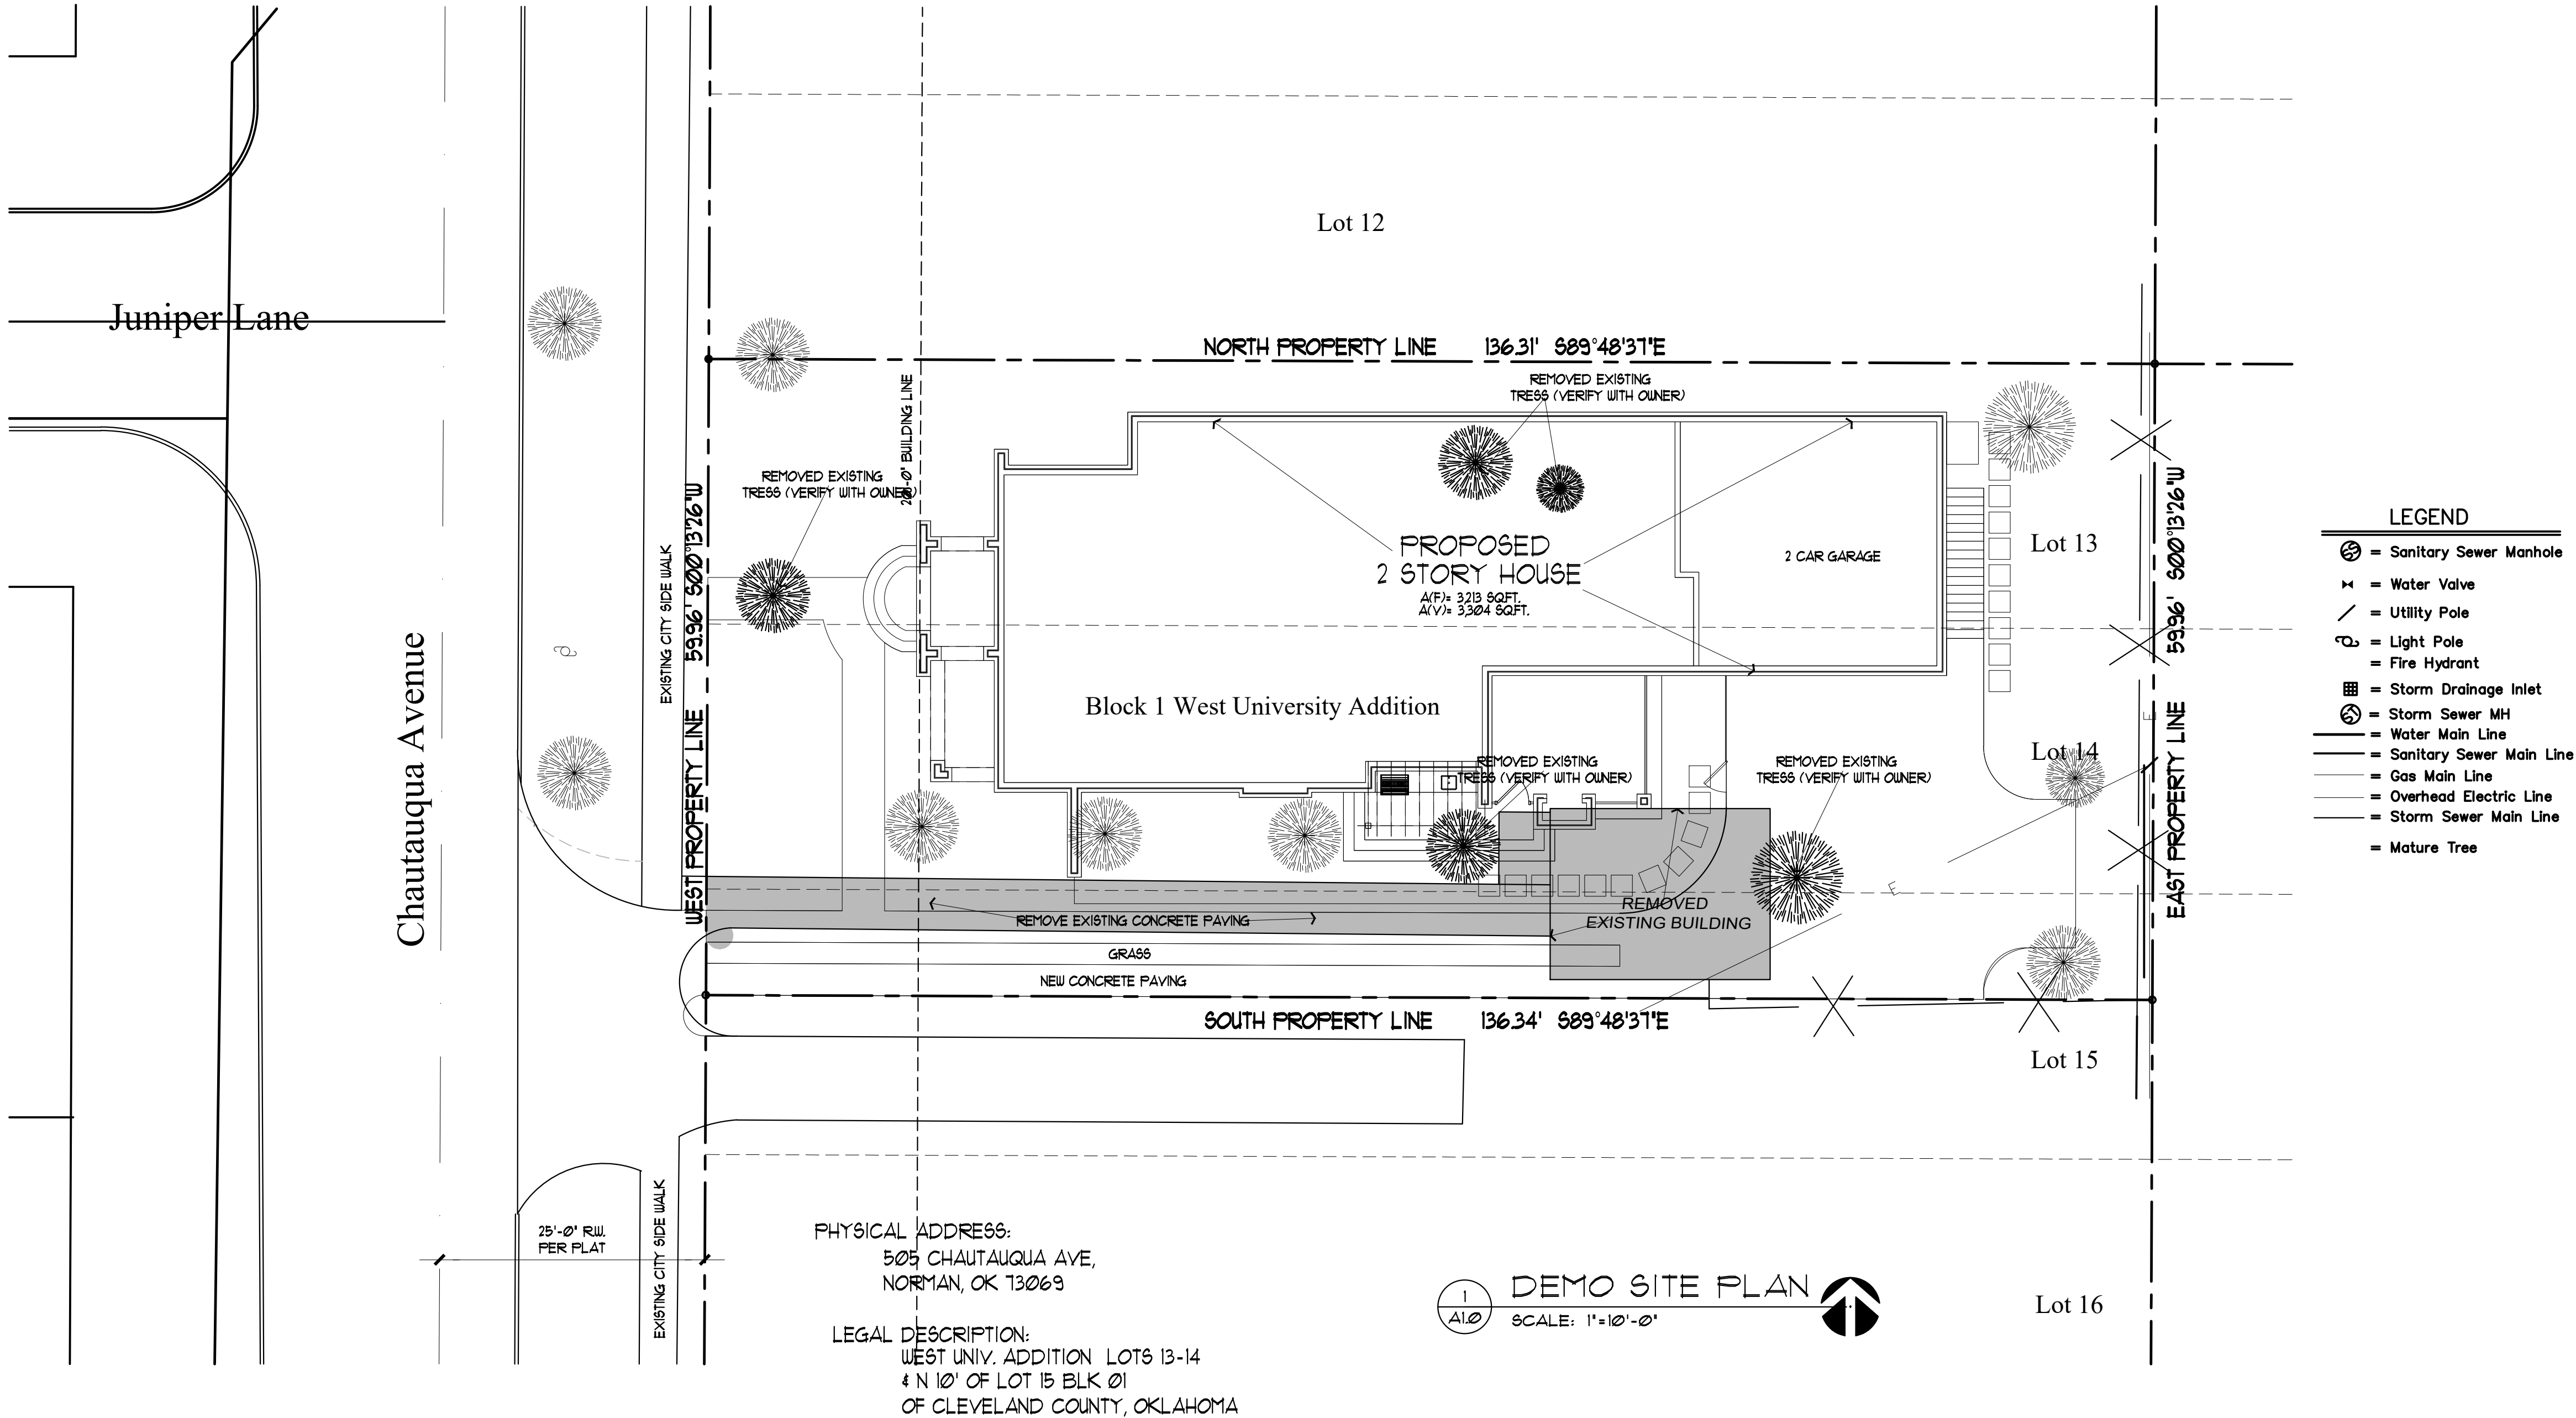 Lot 12
Juniper Lane
NORTH PROPERTY LINE 136.31' S89°48'37"E
REMOVED EXISTING
TRESS (VERIFY WITH OWNER)
20'-0" BUILDING LINE
REMOVED EXISTING
TRESS (VERIFY WITH OWNER)
EXISTING CITY SIDE WALK
WEST PROPERTY LINE 59.96' S00°13'26"W
PROPOSED
2 STORY HOUSE
A(F)= 3,213 SQ.FT.
A(V)= 3,304 SQ.FT.
2 CAR GARAGE
Lot 13
EAST PROPERTY LINE 59.96' S00°13'26"W
Chautauqua Avenue
Block 1 West University Addition
Lot 14
E
REMOVED EXISTING
TRESS (VERIFY WITH OWNER)
REMOVED EXISTING
TRESS (VERIFY WITH OWNER)
E
REMOVED
EXISTING BUILDING
REMOVE EXISTING CONCRETE PAVING
GRASS
NEW CONCRETE PAVING
SOUTH PROPERTY LINE 136.34' S89°48'37"E
Lot 15
25'-0" R.W.
PER PLAT
EXISTING CITY SIDE WALK
PHYSICAL ADDRESS:
505 CHAUTAUQUA AVE,
NORMAN, OK 73069
LEGAL DESCRIPTION:
WEST UNIV. ADDITION LOTS 13-14
& N 10' OF LOT 15 BLK 01
OF CLEVELAND COUNTY, OKLAHOMA
1
A1.0
DEMO SITE PLAN
SCALE: 1"=10'-0"
Lot 16
LEGEND
= Sanitary Sewer Manhole
= Water Valve
= Utility Pole
= Light Pole
= Fire Hydrant
= Storm Drainage Inlet
= Storm Sewer MH
= Water Main Line
= Sanitary Sewer Main Line
= Gas Main Line
= Overhead Electric Line
= Storm Sewer Main Line
= Mature Tree